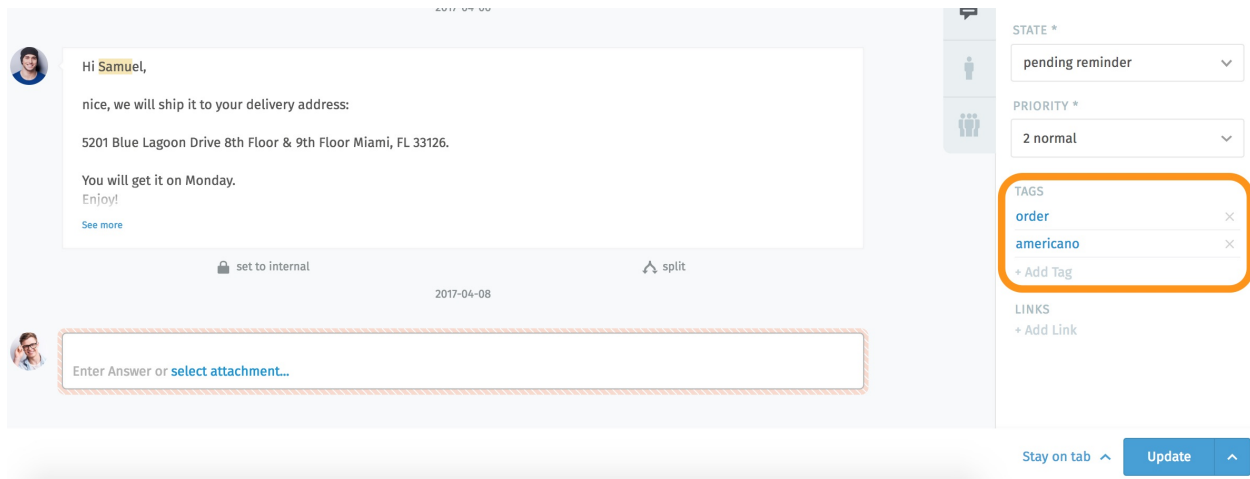 Hi Samuel,
nice, we will ship it to your delivery address:
5201 Blue Lagoon Drive 8th Floor & 9th Floor Miami, FL 33126.
You will get it on Monday.
Enjoy!
See more
set to internal
split
2017-04-08
Enter Answer or select attachment...
STATE *
pending reminder
PRIORITY *
2 normal
TAGS
order
americano
+ Add Tag
LINKS
+ Add Link
Stay on tab
Update